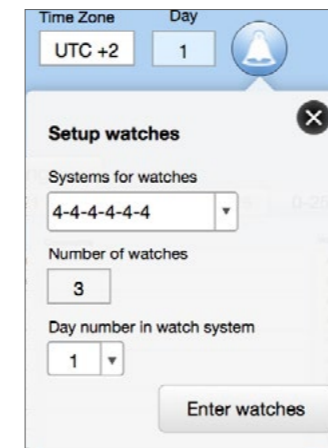 Time Zone Day
UTC +2 1
Setup watches
Systems for watches
4-4-4-4-4-4
Number of watches
3
Day number in watch system
1
Enter watches